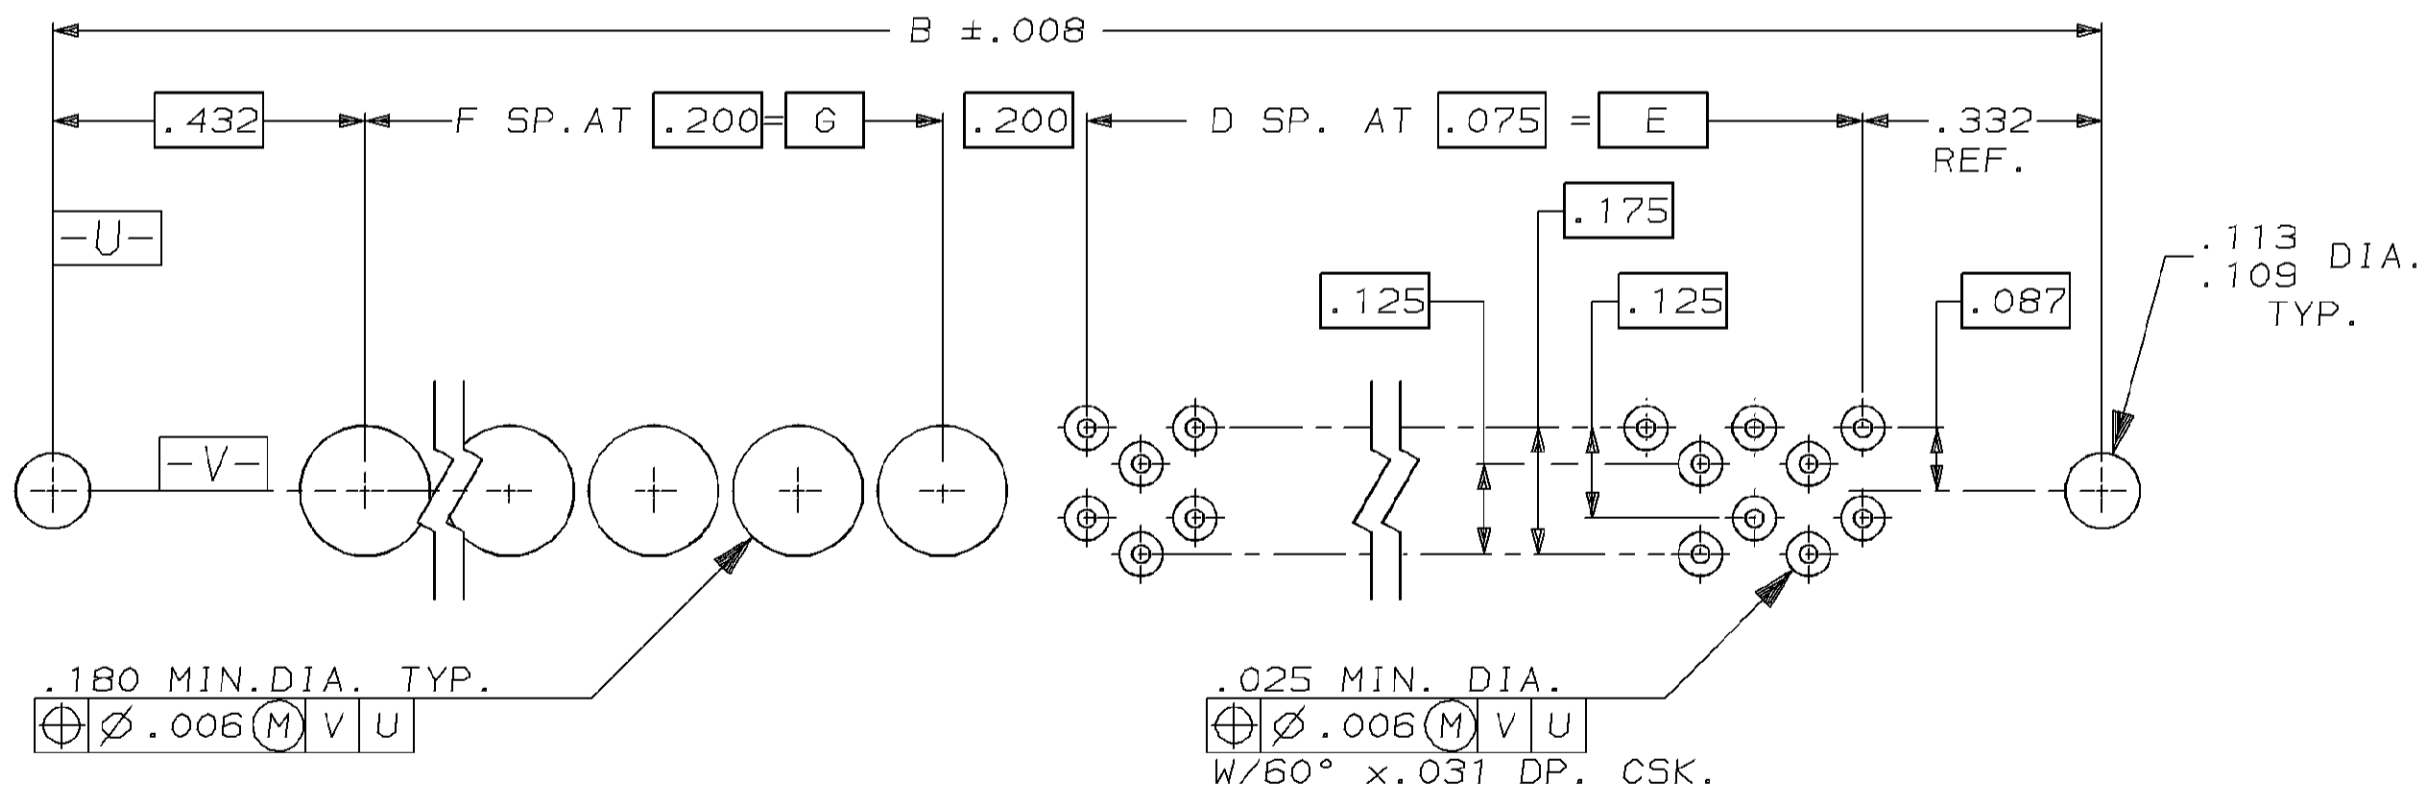 B ±.008
.432 F SP.AT .200= G .200 D SP. AT .075 = E .332
REF.
.175
-U-
.113
.109 DIA.
TYP.
.125 .125 .087
-V-
.180 MIN.DIA. TYP.
⌖ Ø.006 Ⓜ V U
.025 MIN. DIA.
⌖ Ø.006 Ⓜ V U
W/60° x.031 DP. CSK.